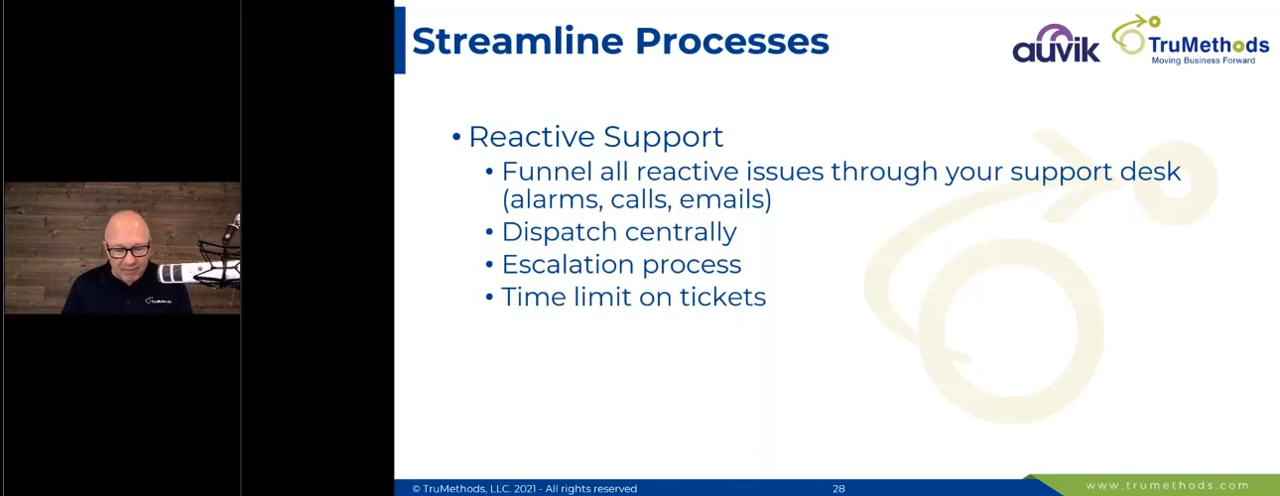 Streamline Processes
auvik
TruMethods
Moving Business Forward
• Reactive Support
• Funnel all reactive issues through your support desk
(alarms, calls, emails)
• Dispatch centrally
• Escalation process
• Time limit on tickets
© TruMethods, LLC. 2021 - All rights reserved
28
www.trumethods.com